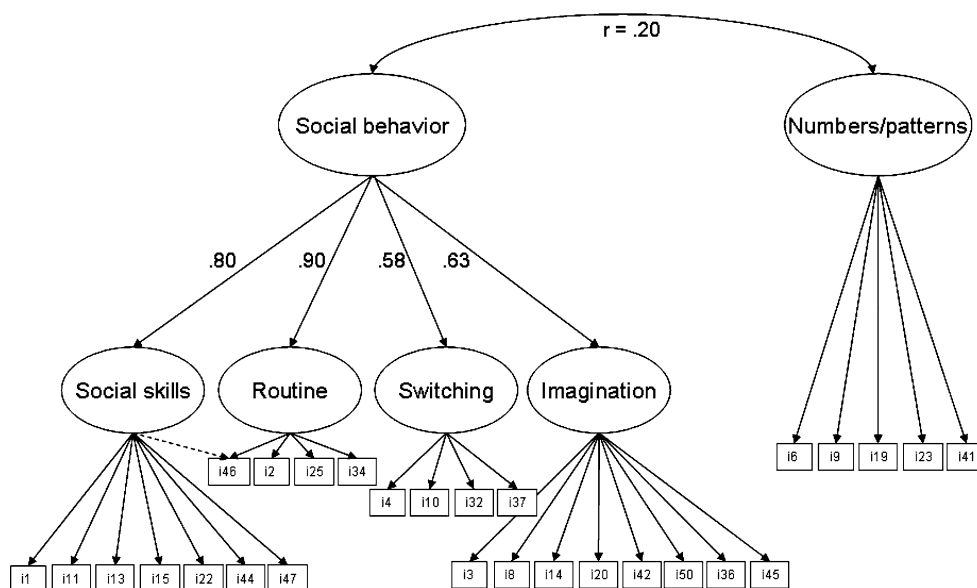 r = .20
Social behavior
Numbers/patterns
.80
.90
.58
.63
Social skills
Routine
Switching
Imagination
i46
i2
i25
i34
i6
i9
i19
i23
i41
i4
i10
i32
i37
i1
i11
i13
i15
i22
i44
i47
i3
i8
i14
i20
i42
i50
i36
i45